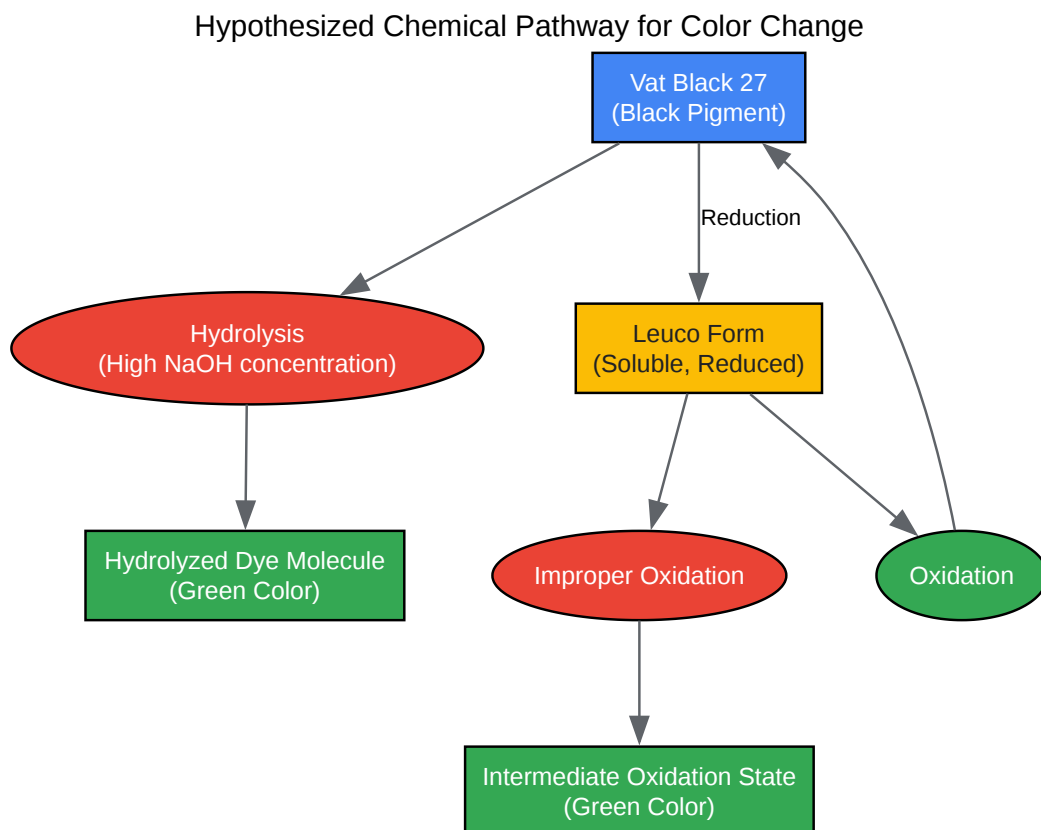 Hypothesized Chemical Pathway for Color Change
Vat Black 27
(Black Pigment)
Reduction
Hydrolysis
(High NaOH concentration)
Leuco Form
(Soluble, Reduced)
Hydrolyzed Dye Molecule
(Green Color)
Improper Oxidation
Oxidation
Intermediate Oxidation State
(Green Color)